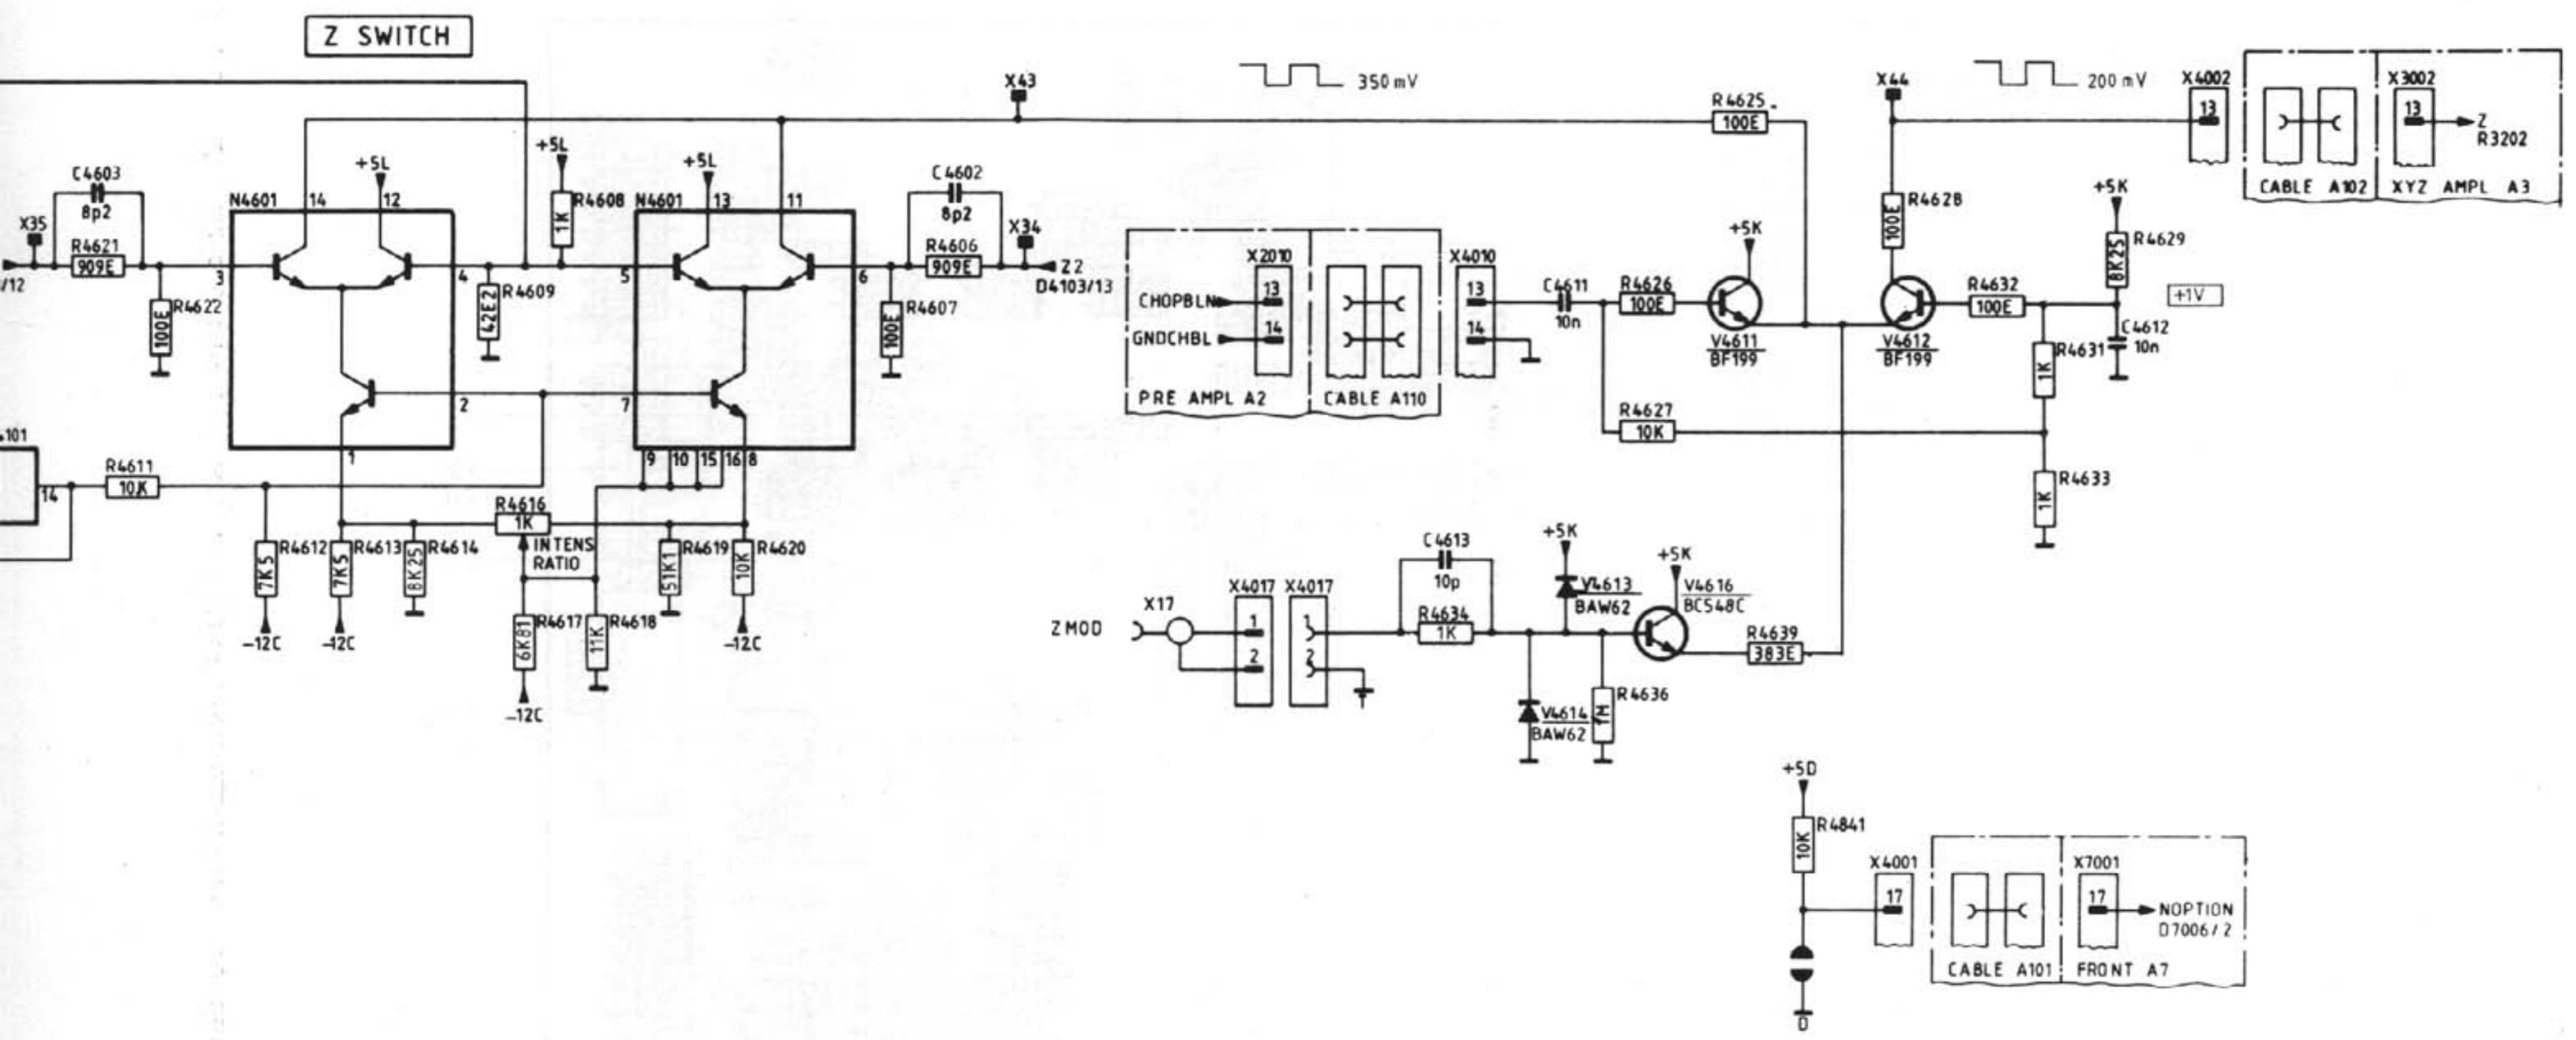 Z SWITCH
350 mV
200 mV
X43
X44
X4002
13
X3002
13
Z
R3202
CABLE A102
XYZ AMPL A3
R4625
100E
C4603
8p2
X35
R4621
909E
/12
R4622
100E
N4601
14
+5L
12
3
4
2
1
+5L
R4608
1K
R4609
N4601
+5L
13
11
5
6
7
9
10
15
16
8
C4602
8p2
R4606
909E
X34
Z2
D4103/13
R4607
100E
X2010
13
14
CHOPBLN
GNDCHBL
PRE AMPL A2
CABLE A110
X4010
13
14
C4611
10n
R4626
100E
+5K
V4611
BF199
R4628
100E
V4612
BF199
R4632
100E
+5K
R4629
8K25
+1V
C4612
10n
R4631
1K
R4627
10K
R4633
1K
101
14
R4611
10K
R4612
7K5
-12C
R4613
7K5
-12C
R4614
8K25
R4616
1K
INTENS
RATIO
R4617
6K81
-12C
R4618
11K
R4619
51K1
R4620
10K
-12C
Z MOD
X17
X4017
1
2
X4017
1
2
C4613
10p
R4634
1K
+5K
V4613
BAW62
V4614
BAW62
R4636
1M
+5K
V4616
BC548C
R4639
383E
+5D
R4841
10K
X4001
17
CABLE A101
X7001
17
NOPTION
D7006/2
FRONT A7
D